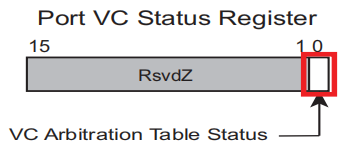 Port VC Status Register
15 1 0
RsvdZ
VC Arbitration Table Status